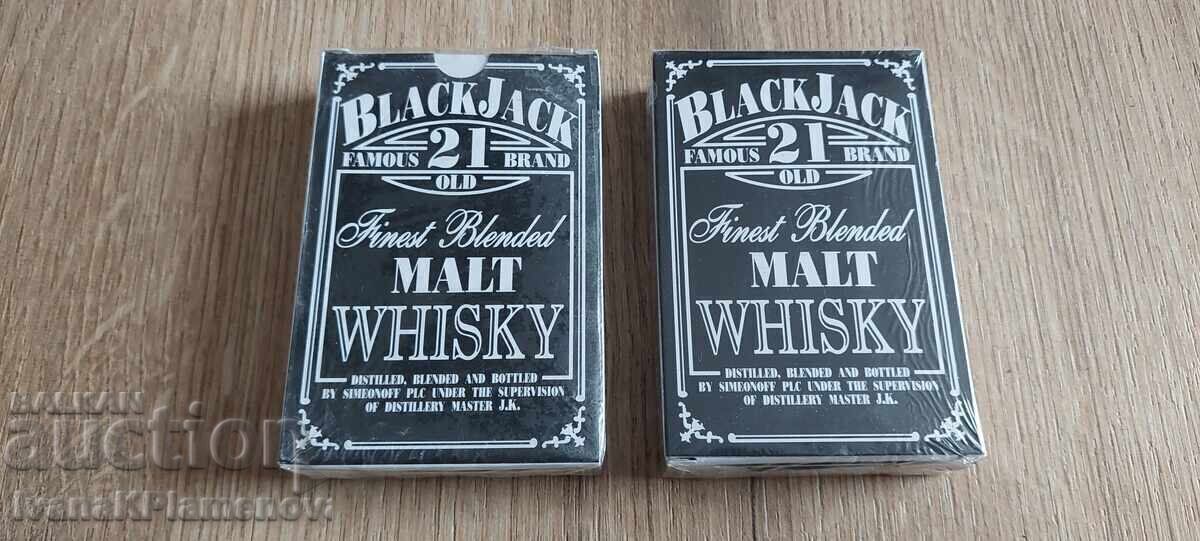 BLACKJACK
FAMOUS 21 BRAND
OLD
Finest Blended
MALT
WHISKY
DISTILLED, BLENDED AND BOTTLED
BY SIMEONOFF PLC UNDER THE SUPERVISION
OF DISTILLERY MASTER J.K.
BLACKJACK
FAMOUS 21 BRAND
OLD
Finest Blended
MALT
WHISKY
DISTILLED, BLENDED AND BOTTLED
BY SIMEONOFF PLC UNDER THE SUPERVISION
OF DISTILLERY MASTER J.K.
auction
IvanaKPlamenov.